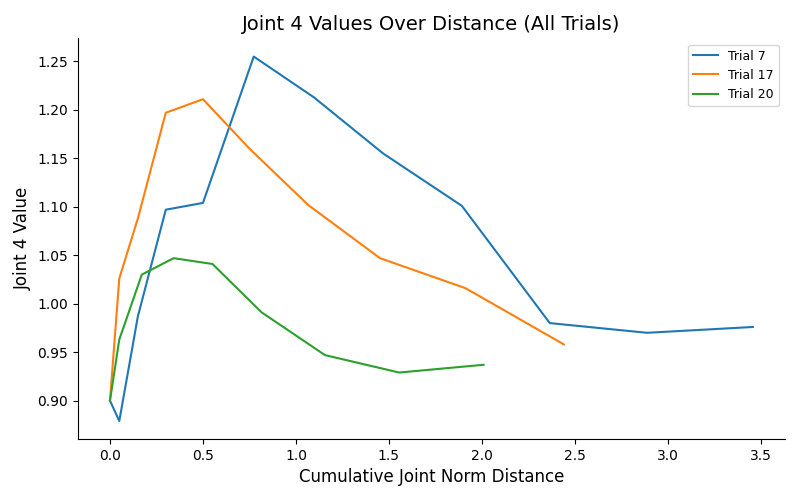 Joint 4 Values Over Distance (All Trials)
Trial 7
Trial 17
Trial 20
Joint 4 Value
1.25
1.20
1.15
1.10
1.05
1.00
0.95
0.90
0.0 0.5 1.0 1.5 2.0 2.5 3.0 3.5
Cumulative Joint Norm Distance